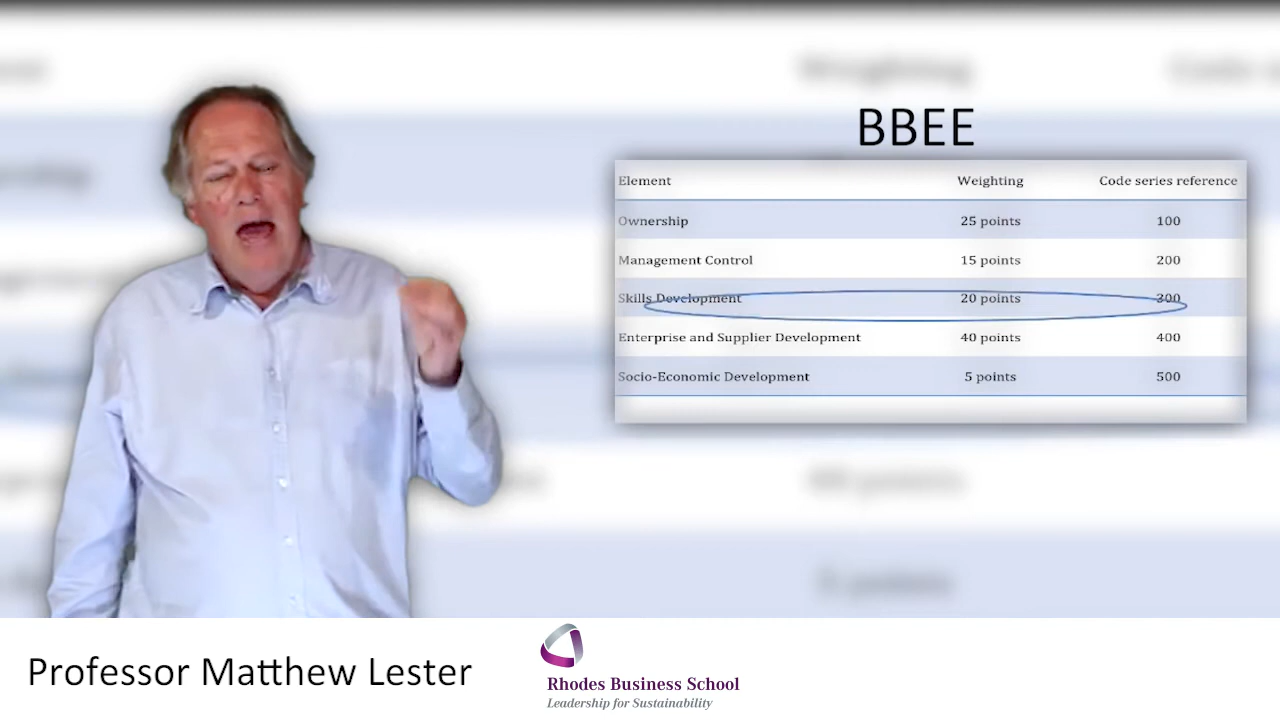 BBEE
Element Weighting Code series reference
Ownership 25 points 100
Management Control 15 points 200
Skills Development 20 points 300
Enterprise and Supplier Development 40 points 400
Socio-Economic Development 5 points 500
Professor Matthew Lester
Rhodes Business School
Leadership for Sustainability